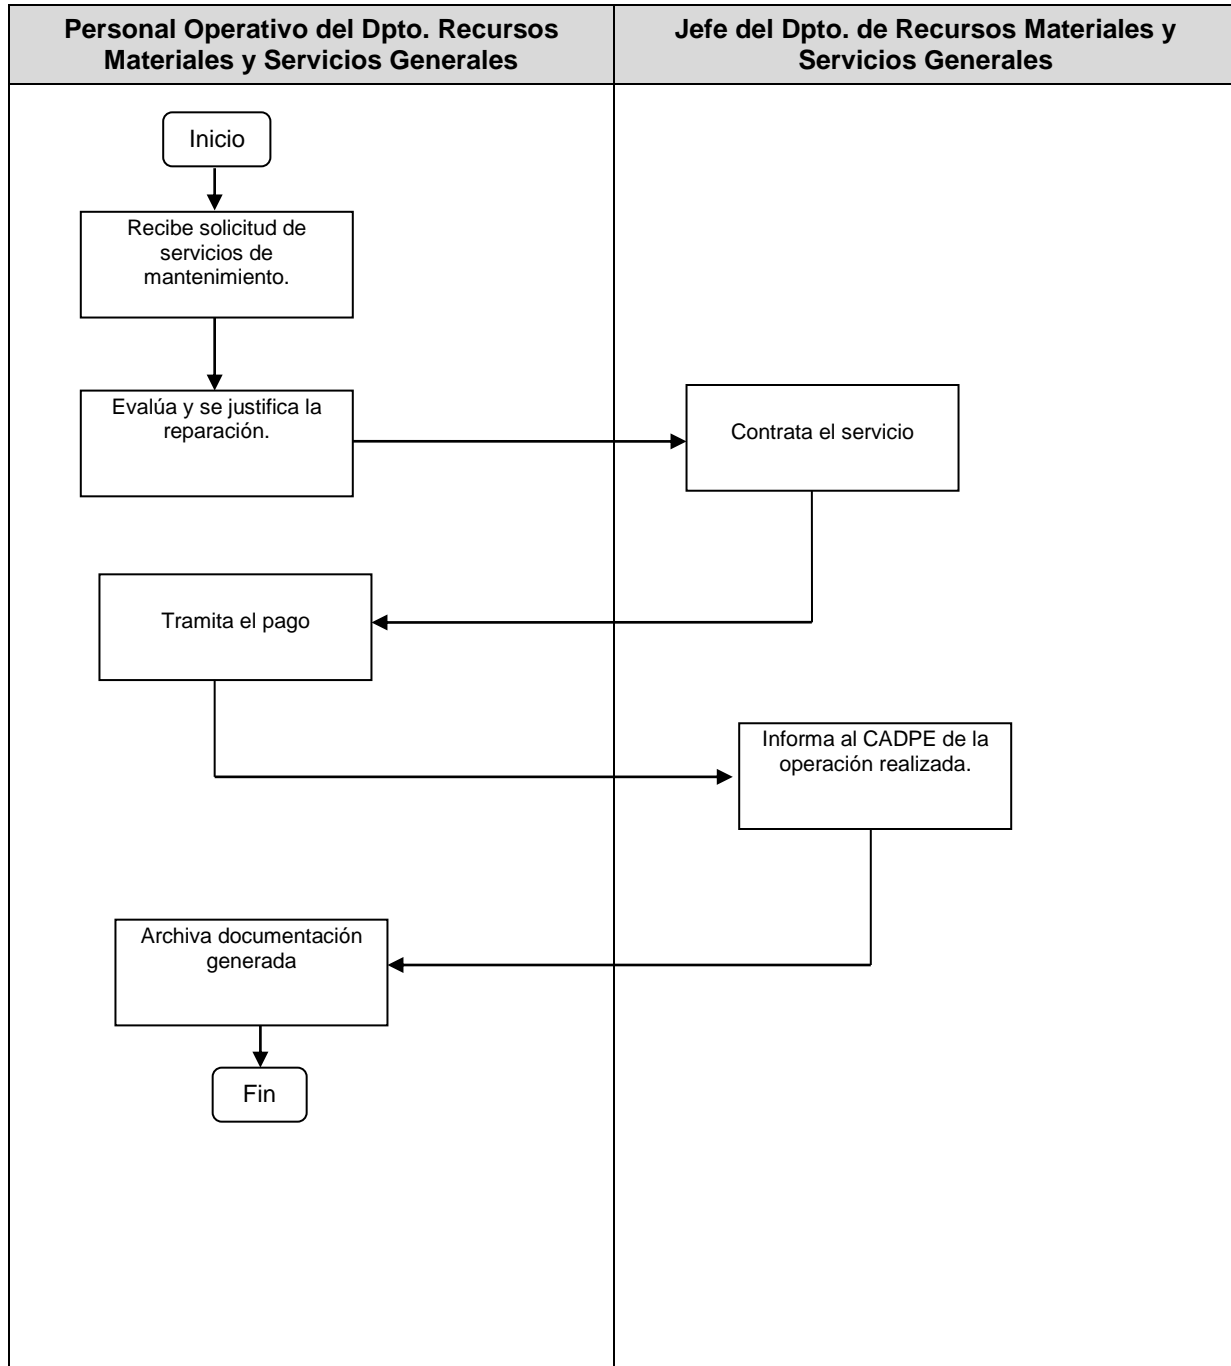 Personal Operativo del Dpto. Recursos
Materiales y Servicios Generales
Jefe del Dpto. de Recursos Materiales y
Servicios Generales
Inicio
Recibe solicitud de
servicios de
mantenimiento.
Evalúa y se justifica la
reparación.
Contrata el servicio
Tramita el pago
Informa al CADPE de la
operación realizada.
Archiva documentación
generada
Fin